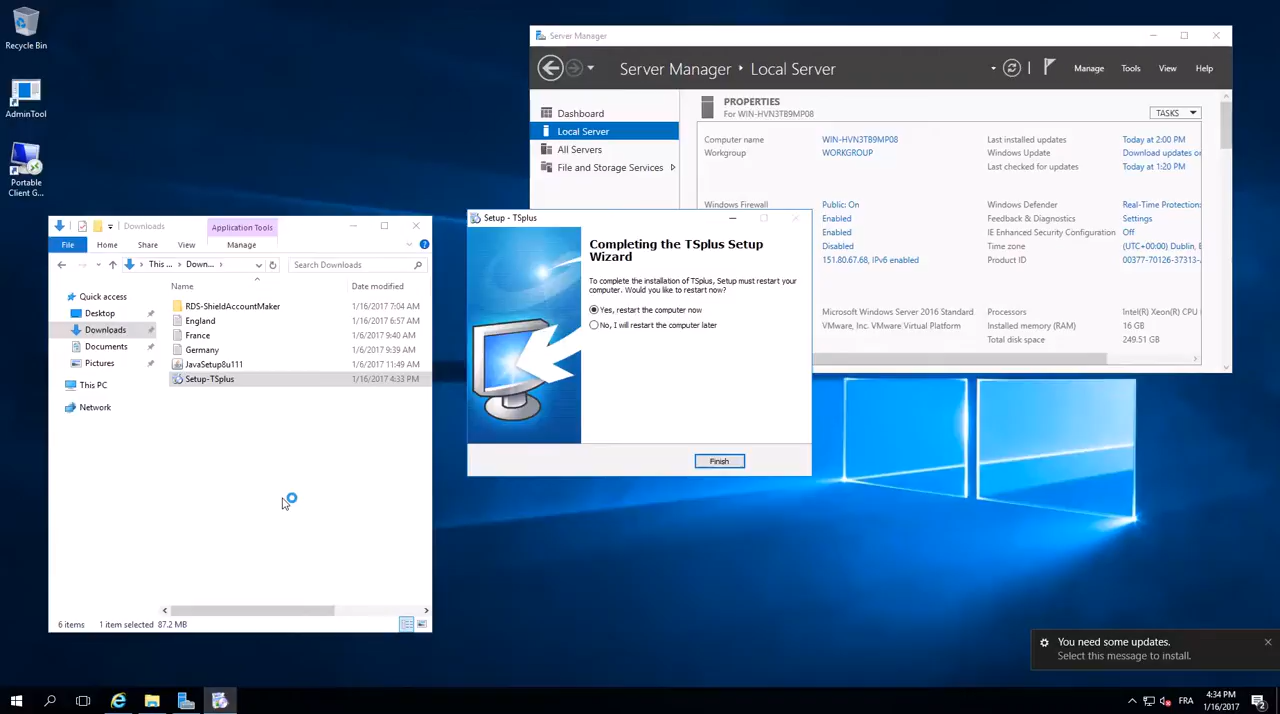 Recycle Bin
AdminTool
Portable
Client G...
Server Manager
Server Manager ‣ Local Server
Manage
Tools
View
Help
Dashboard
Local Server
All Servers
File and Storage Services
PROPERTIES
For WIN-HVN3TB9MP08
TASKS
Computer name
WIN-HVN3TB9MP08
Last installed updates
Today at 2:00 PM
Workgroup
WORKGROUP
Windows Update
Download updates or
Last checked for updates
Today at 1:20 PM
Windows Firewall
Public: On
Windows Defender
Real-Time Protection:
Enabled
Feedback & Diagnostics
Settings
Enabled
IE Enhanced Security Configuration
On
Disabled
Time zone
(UTC+00:00) Dublin, E
151.80.67.68, IPv6 enabled
Product ID
00377-70126-37313-
Microsoft Windows Server 2016 Standard
Processors
Intel(R) Xeon(R) CPU
VMware, Inc. VMware Virtual Platform
Installed memory (RAM)
16 GB
Total disk space
249.51 GB
Downloads
Application Tools
File
Home
Share
View
Manage
This ...
Down...
Search Downloads
Name
Date modified
Quick access
Desktop
Downloads
Documents
Pictures
This PC
Network
RDS-ShieldAccountMaker
1/16/2017 7:04 AM
England
1/16/2017 6:57 AM
France
1/6/2017 9:40 AM
Germany
1/6/2017 9:39 AM
JavaSetup8u111
1/6/2017 11:49 AM
Setup-TSplus
1/16/2017 4:33 PM
6 items
1 item selected 87.2 MB
Setup - TSplus
Completing the TSplus Setup
Wizard
To complete the installation of TSplus, Setup must restart your
computer. Would you like to restart now?
Yes, restart the computer now
No, I will restart the computer later
Finish
You need some updates.
Select this message to install.
FRA
4:34 PM
1/16/2017
2